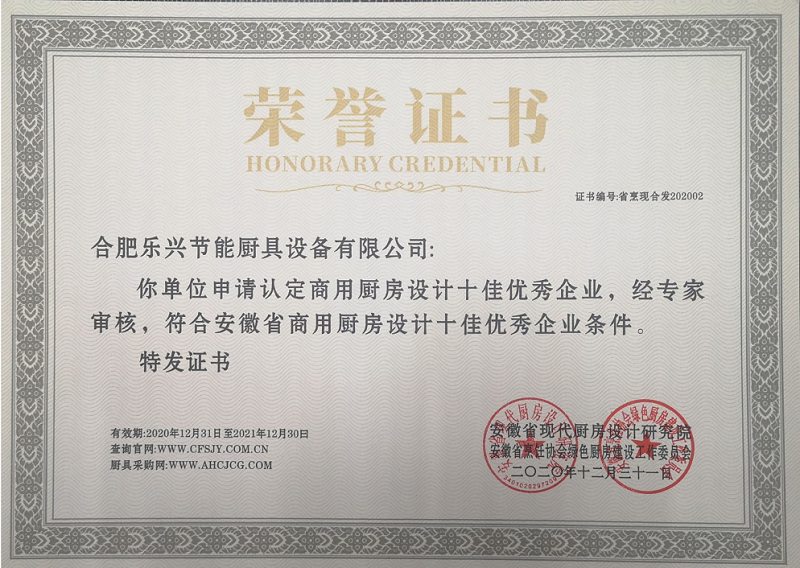 荣誉证书
HONORARY CREDENTIAL
证书编号:省烹现合发202002
合肥乐兴节能厨具设备有限公司:
你单位申请认定商用厨房设计十佳优秀企业，经专家
审核，符合安徽省商用厨房设计十佳优秀企业条件。
特发证书
有效期:2020年12月31日至2021年12月30日
查询官网:WWW.CFSJY.COM.CN
厨具采购网:WWW.AHCJCG.COM
安徽省现代厨房设计研究院
安徽省烹饪协会绿色厨房建设工作委员会
二〇二〇年十二月三十一日